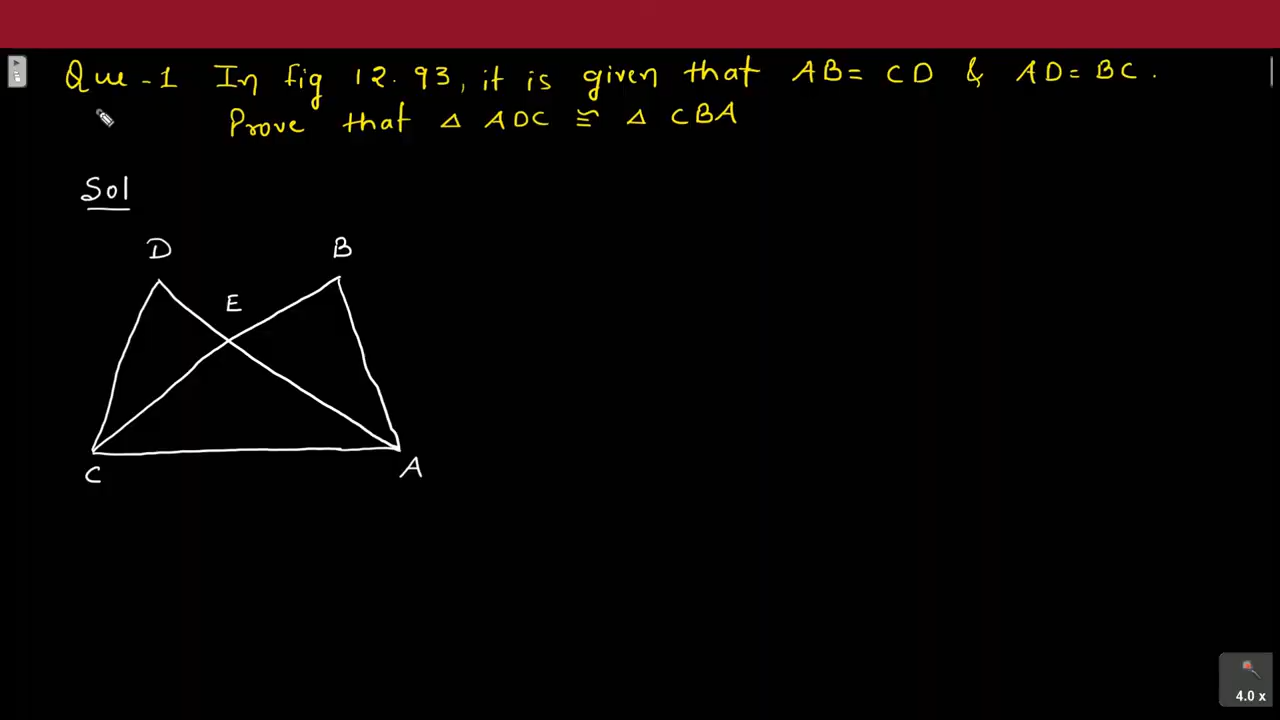 Que - 1 In fig 12.93, it is given that AB = CD & AD = BC.
Prove that △ ADC ≅ △ CBA
Sol
D B
E
C A
4.0 x